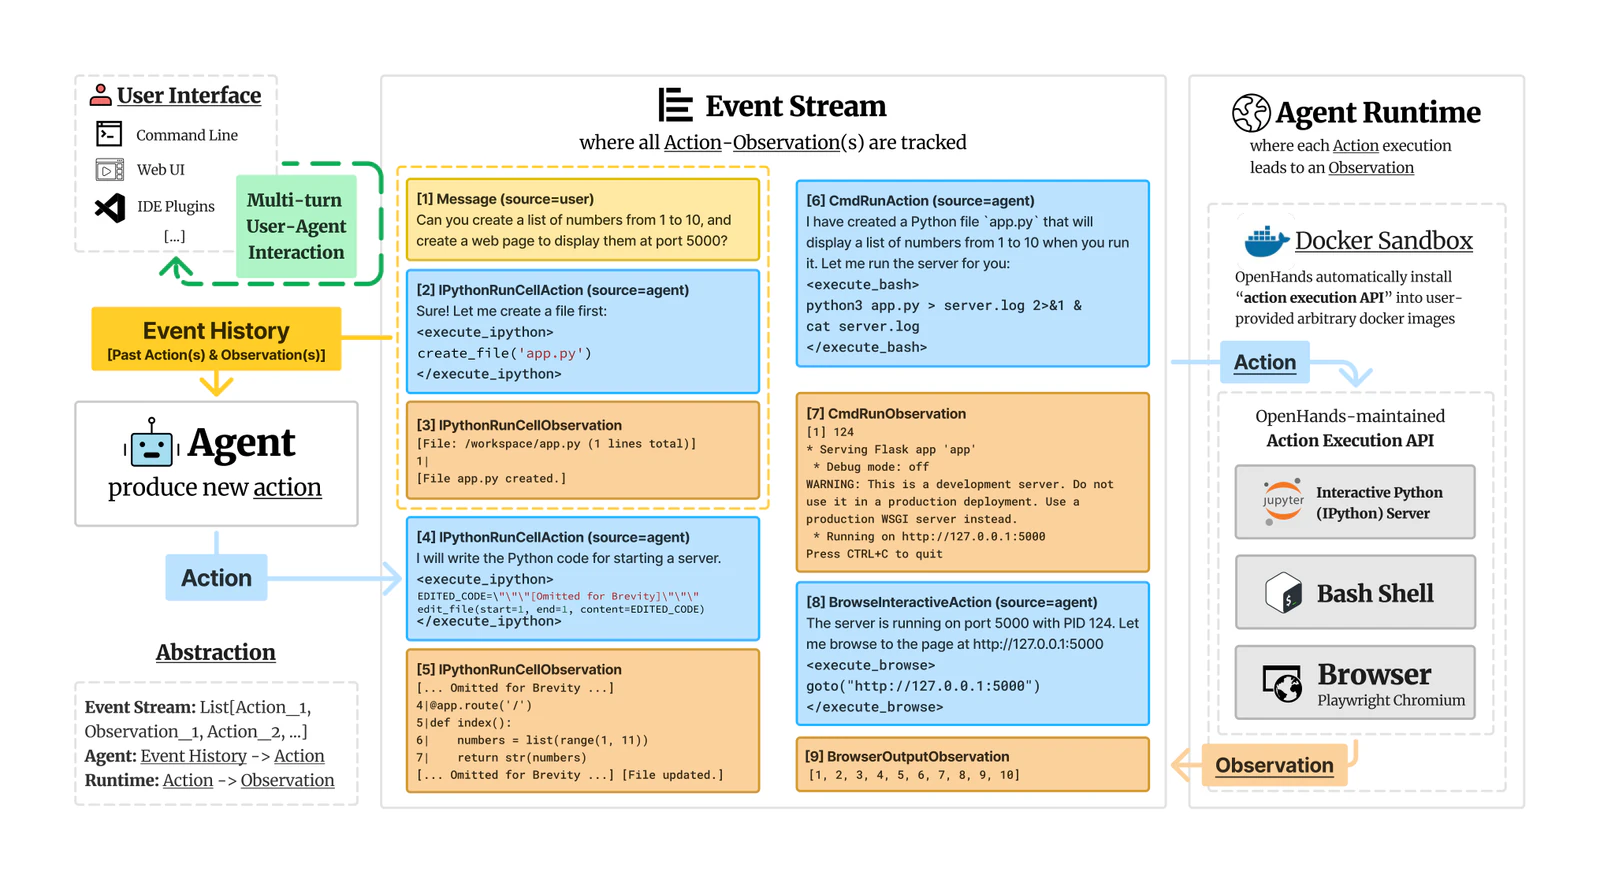 User Interface
Command Line
Web UI
IDE Plugins
[...]
Multi-turn
User-Agent
Interaction
Event History
[Past Action(s) & Observation(s)]
Agent
produce new action
Action
Abstraction
Event Stream: List[Action_1,
Observation_1, Action_2, ...]
Agent: Event History -> Action
Runtime: Action -> Observation
Event Stream
where all Action-Observation(s) are tracked
[1] Message (source=user)
Can you create a list of numbers from 1 to 10, and
create a web page to display them at port 5000?
[2] IPythonRunCellAction (source=agent)
Sure! Let me create a file first:
<execute_ipython>
create_file('app.py')
</execute_ipython>
[3] IPythonRunCellObservation
[File: /workspace/app.py (1 lines total)]
1|
[File app.py created.]
[4] IPythonRunCellAction (source=agent)
I will write the Python code for starting a server.
<execute_ipython>
EDITED_CODE=\"\"\"[Omitted for Brevity]\"\"\"
edit_file(start=1, end=1, content=EDITED_CODE)
</execute_ipython>
[5] IPythonRunCellObservation
[... Omitted for Brevity ...]
4|@app.route('/')
5|def index():
6|    numbers = list(range(1, 11))
7|    return str(numbers)
[... Omitted for Brevity ...] [File updated.]
[6] CmdRunAction (source=agent)
I have created a Python file `app.py` that will
display a list of numbers from 1 to 10 when you run
it. Let me run the server for you:
<execute_bash>
python3 app.py > server.log 2>&1 &
cat server.log
</execute_bash>
[7] CmdRunObservation
[1] 124
* Serving Flask app 'app'
* Debug mode: off
WARNING: This is a development server. Do not
use it in a production deployment. Use a
production WSGI server instead.
* Running on http://127.0.0.1:5000
Press CTRL+C to quit
[8] BrowseInteractiveAction (source=agent)
The server is running on port 5000 with PID 124. Let
me browse to the page at http://127.0.0.1:5000
<execute_browse>
goto("http://127.0.0.1:5000")
</execute_browse>
[9] BrowserOutputObservation
[1, 2, 3, 4, 5, 6, 7, 8, 9, 10]
Agent Runtime
where each Action execution
leads to an Observation
Docker Sandbox
OpenHands automatically install
“action execution API” into user-
provided arbitrary docker images
Action
OpenHands-maintained
Action Execution API
jupyter
Interactive Python
(IPython) Server
Bash Shell
Browser
Playwright Chromium
Observation